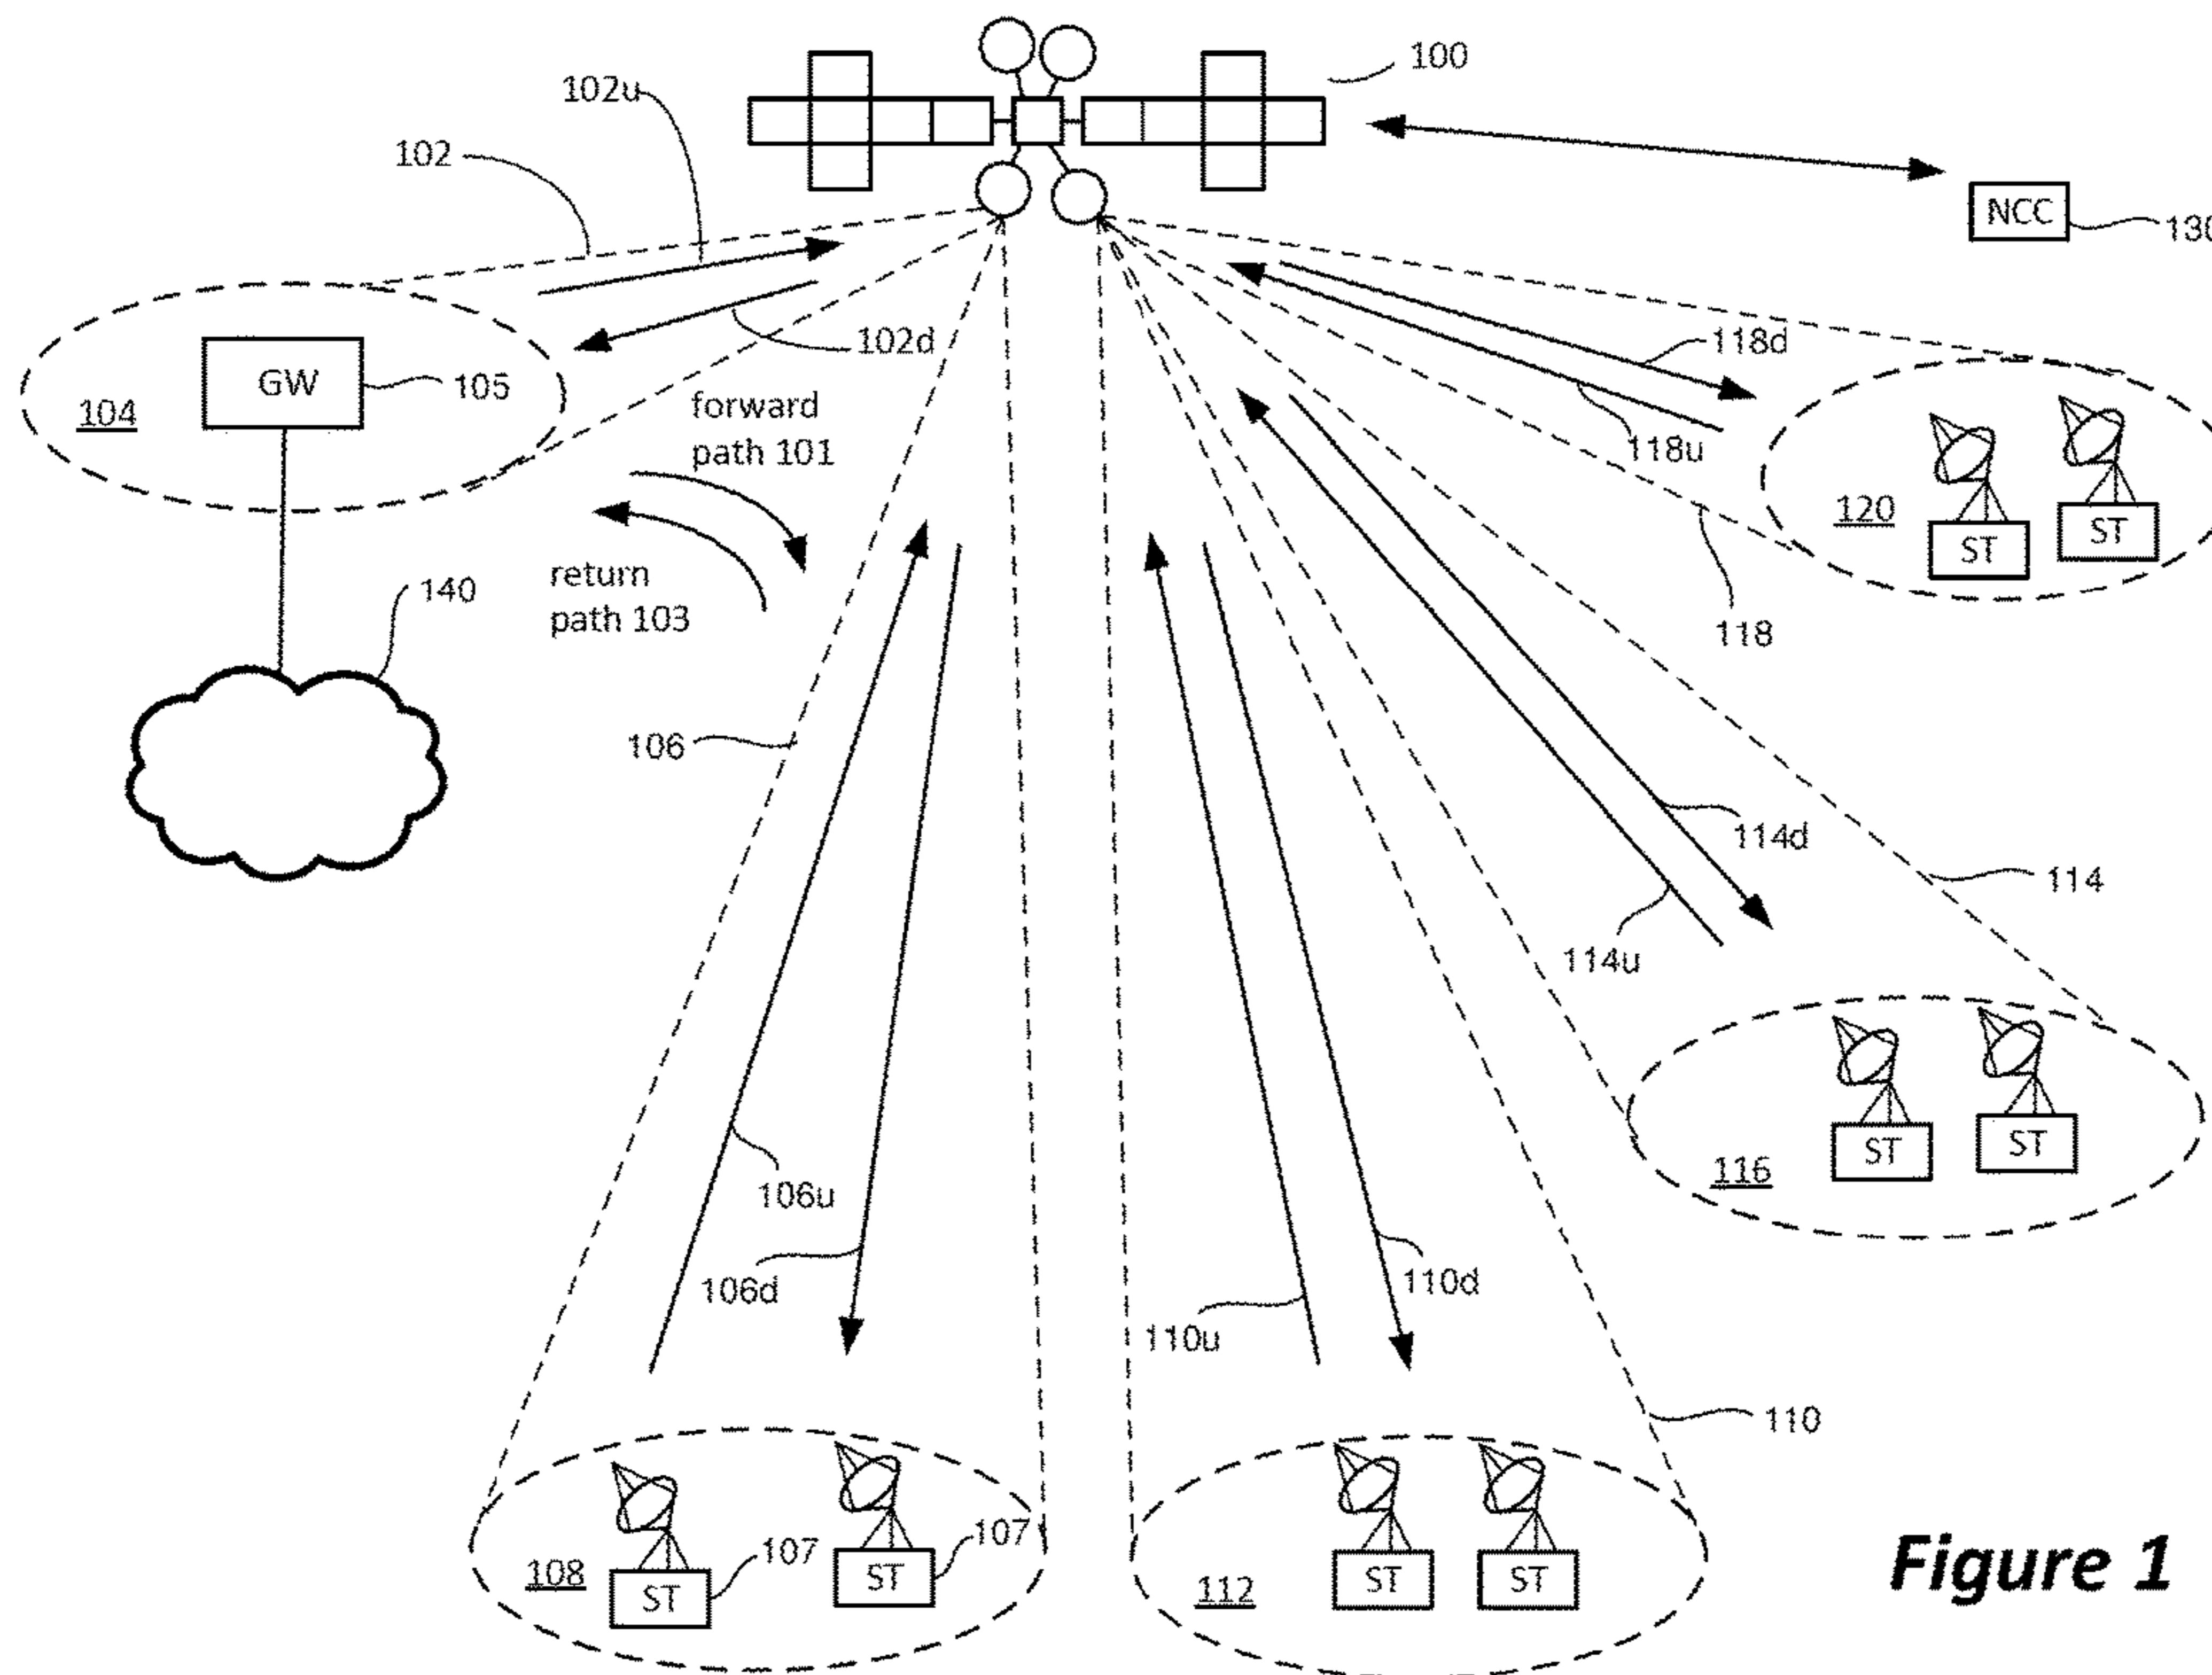 100
102u
102
NCC
130
102d
118d
GW
105
104
forward
path 101
118u
120
ST
ST
return
path 103
140
118
106
114d
114
114u
ST
ST
116
106u
106d
110d
110u
110
107
107
108
ST
ST
112
ST
ST
Figure 1